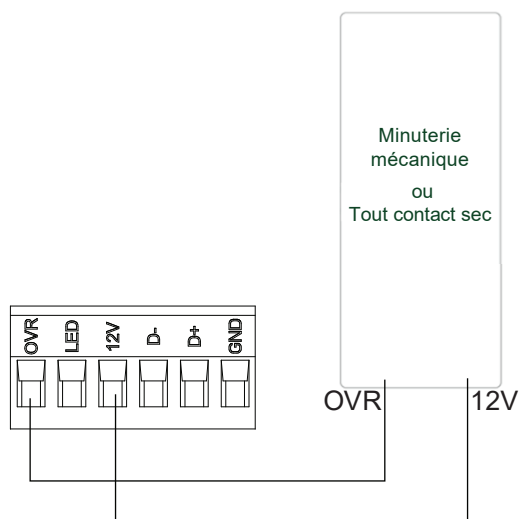 Minuterie
mécanique
ou
Tout contact sec
OVR
LED
12V
D-
D+
GND
OVR
12V